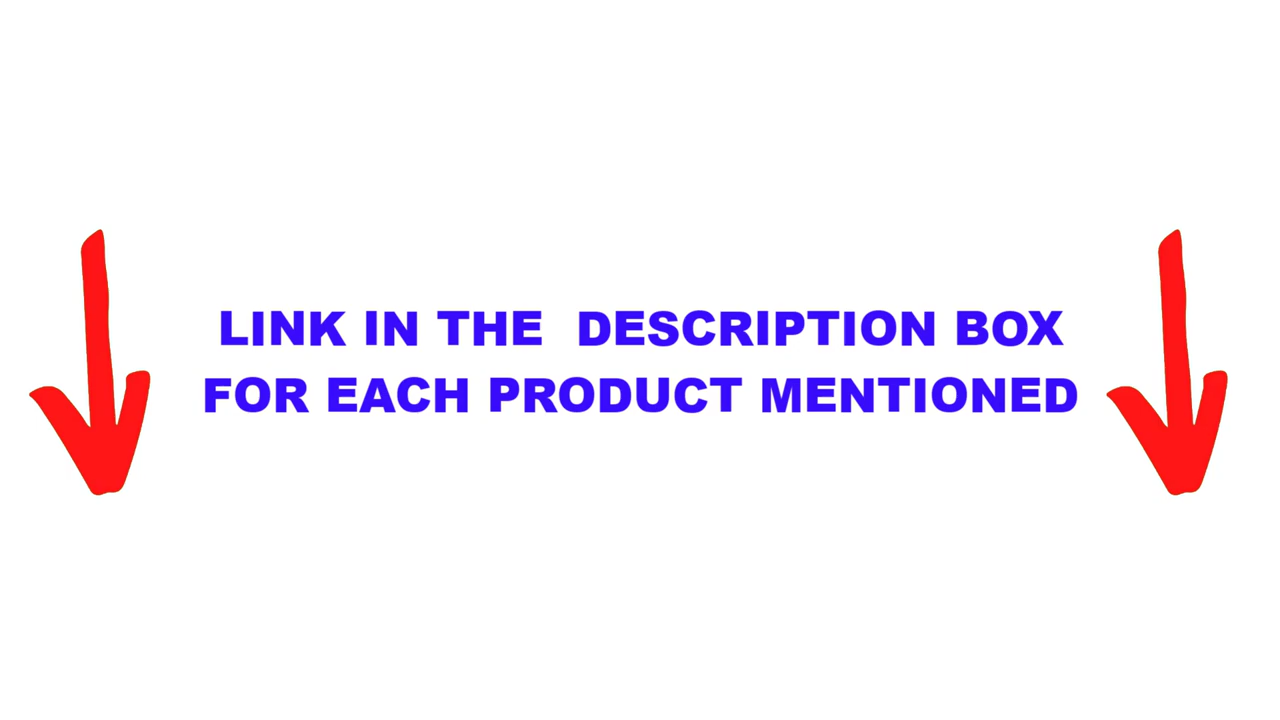 LINK IN THE  DESCRIPTION BOX
FOR EACH PRODUCT MENTIONED